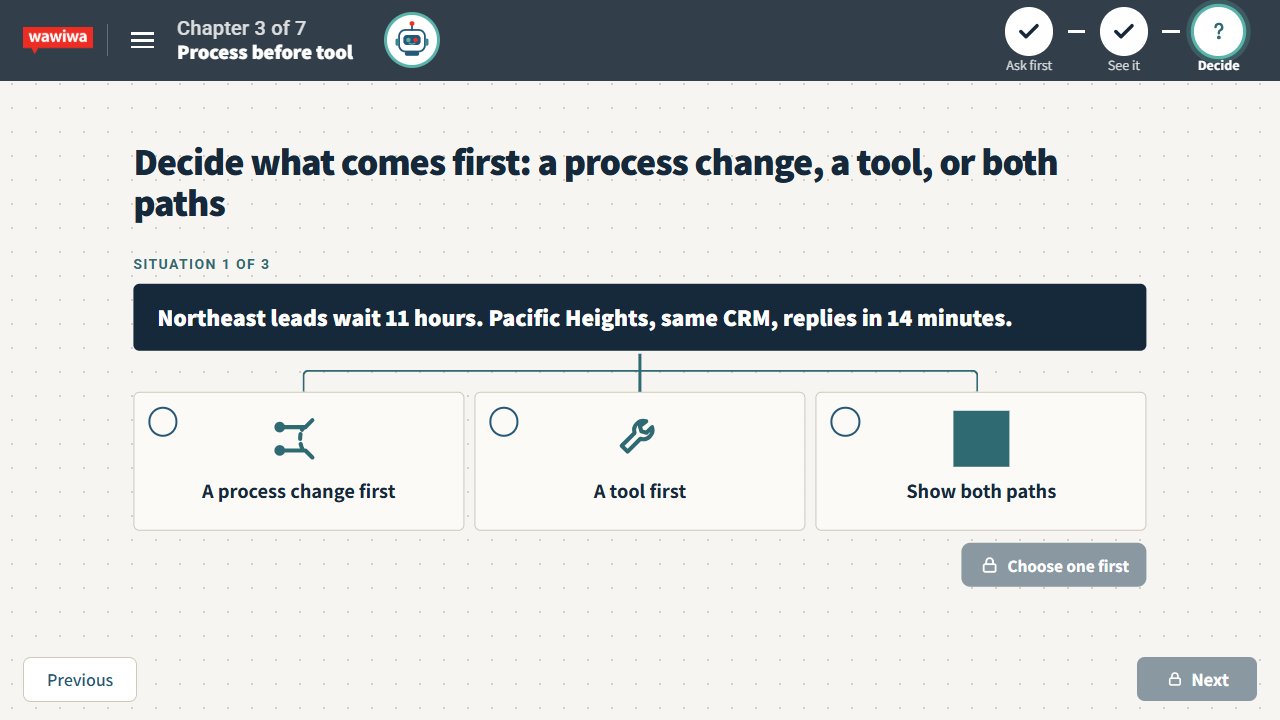 wawiwa
Chapter 3 of 7
Process before tool
Ask first
See it
?
Decide
Decide what comes first: a process change, a tool, or both
paths
SITUATION 1 OF 3
Northeast leads wait 11 hours. Pacific Heights, same CRM, replies in 14 minutes.
A process change first
A tool first
Show both paths
Choose one first
Previous
Next